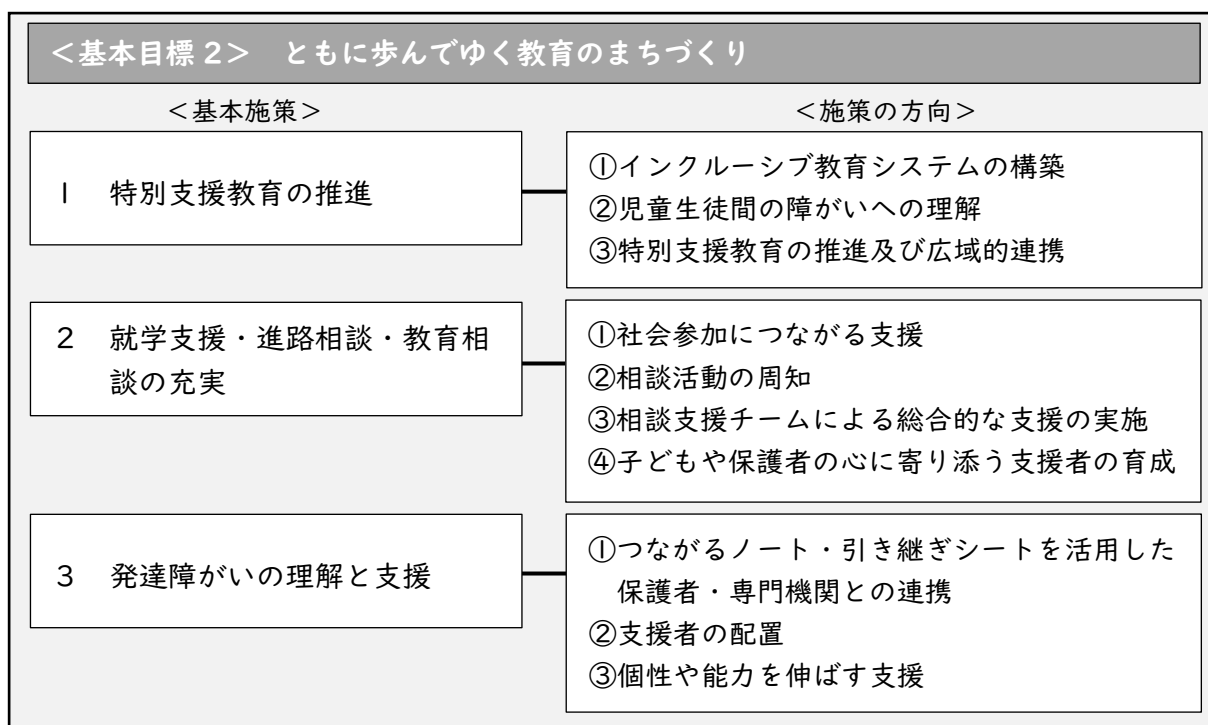 ＜基本目標２＞　ともに歩んでゆく教育のまちづくり
＜基本施策＞
＜施策の方向＞
１　特別支援教育の推進
①インクルーシブ教育システムの構築
②児童生徒間の障がいへの理解
③特別支援教育の推進及び広域的連携
２　就学支援・進路相談・教育相
談の充実
①社会参加につながる支援
②相談活動の周知
③相談支援チームによる総合的な支援の実施
④子どもや保護者の心に寄り添う支援者の育成
３　発達障がいの理解と支援
①つながるノート・引き継ぎシートを活用した
保護者・専門機関との連携
②支援者の配置
③個性や能力を伸ばす支援